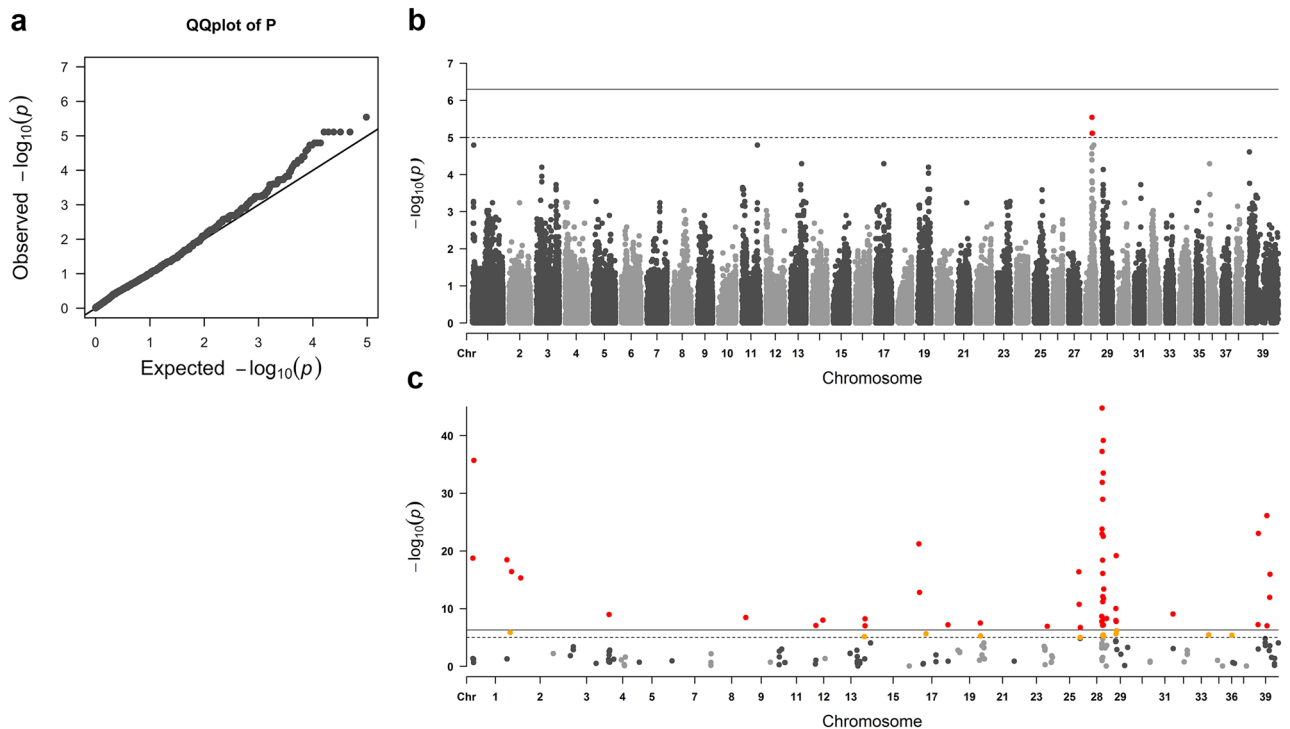 a
QQplot of P
Observed −log10(p)
7
6
5
4
3
2
1
0
0 1 2 3 4 5
Expected −log10(p)
b
−log10(p)
7
6
5
4
3
2
1
0
Chr 2 3 4 5 6 7 8 9 10 11 12 13 15 17 19 21 23 25 27 29 31 33 35 37 39
Chromosome
c
−log10(p)
40
30
20
10
0
Chr 1 2 3 4 5 7 8 9 11 12 13 15 17 19 21 23 25 28 29 31 33 36 39
Chromosome